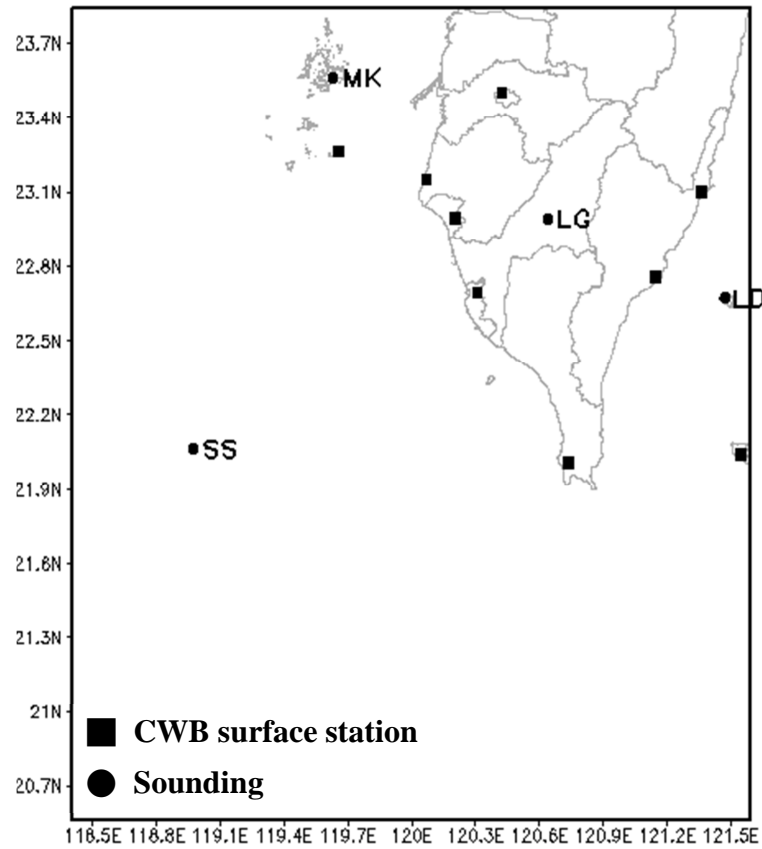 23.7N
MK
23.4N
23.1N
LG
22.8N
LD
22.5N
22.2N
SS
21.9N
21.6N
21.3N
21N
CWB surface station
Sounding
20.7N
118.5E 118.8E 119.1E 119.4E 119.7E 120E 120.3E 120.6E 120.9E 121.2E 121.5E